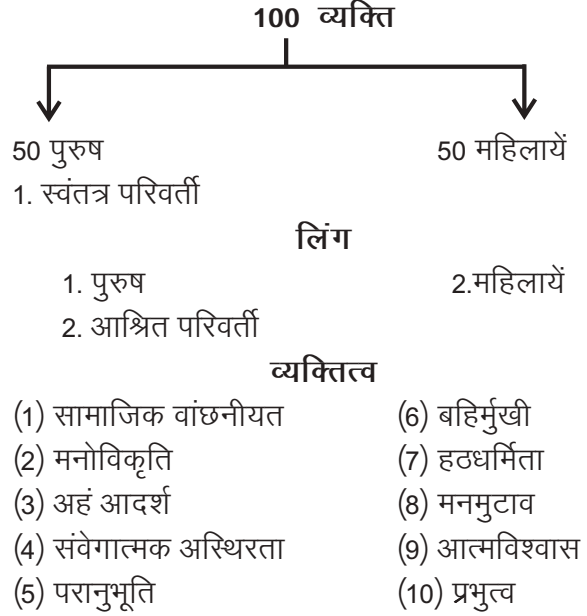 100 व्यक्ति
50 पुरुष 50 महिलायें
1. स्वंतत्र परिवर्ती
लिंग
1. पुरुष 2.महिलायें
2. आश्रित परिवर्ती
व्यक्तित्व
(1) सामाजिक वांछनीयत (6) बहिर्मुखी
(2) मनोविकृति (7) हठधर्मिता
(3) अहं आदर्श (8) मनमुटाव
(4) संवेगात्मक अस्थिरता (9) आत्मविश्वास
(5) परानुभूति (10) प्रभुत्व